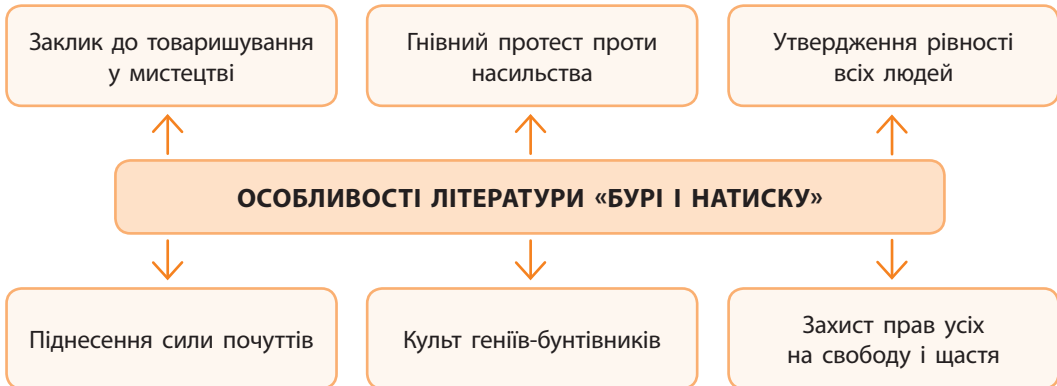 Заклик до товаришування
у мистецтві
Гнівний протест проти
насильства
Утвердження рівності
всіх людей
ОСОБЛИВОСТІ ЛІТЕРАТУРИ «БУРІ І НАТИСКУ»
Піднесення сили почуттів
Культ геніїв-бунтівників
Захист прав усіх
на свободу і щастя